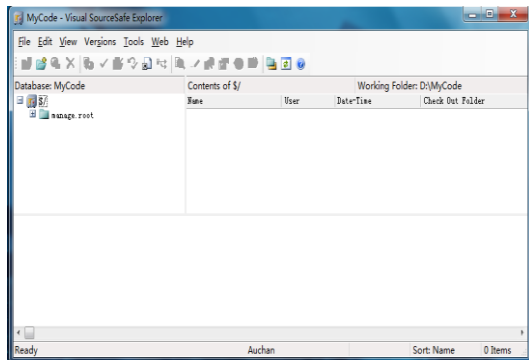 MyCode - Visual SourceSafe Explorer
File Edit View Versions Tools Web Help
Database: MyCode Contents of $/ Working Folder: D:\MyCode
$/ Name User Date-Time Check Out Folder
manage.root
Ready Auchan Sort: Name 0 Items